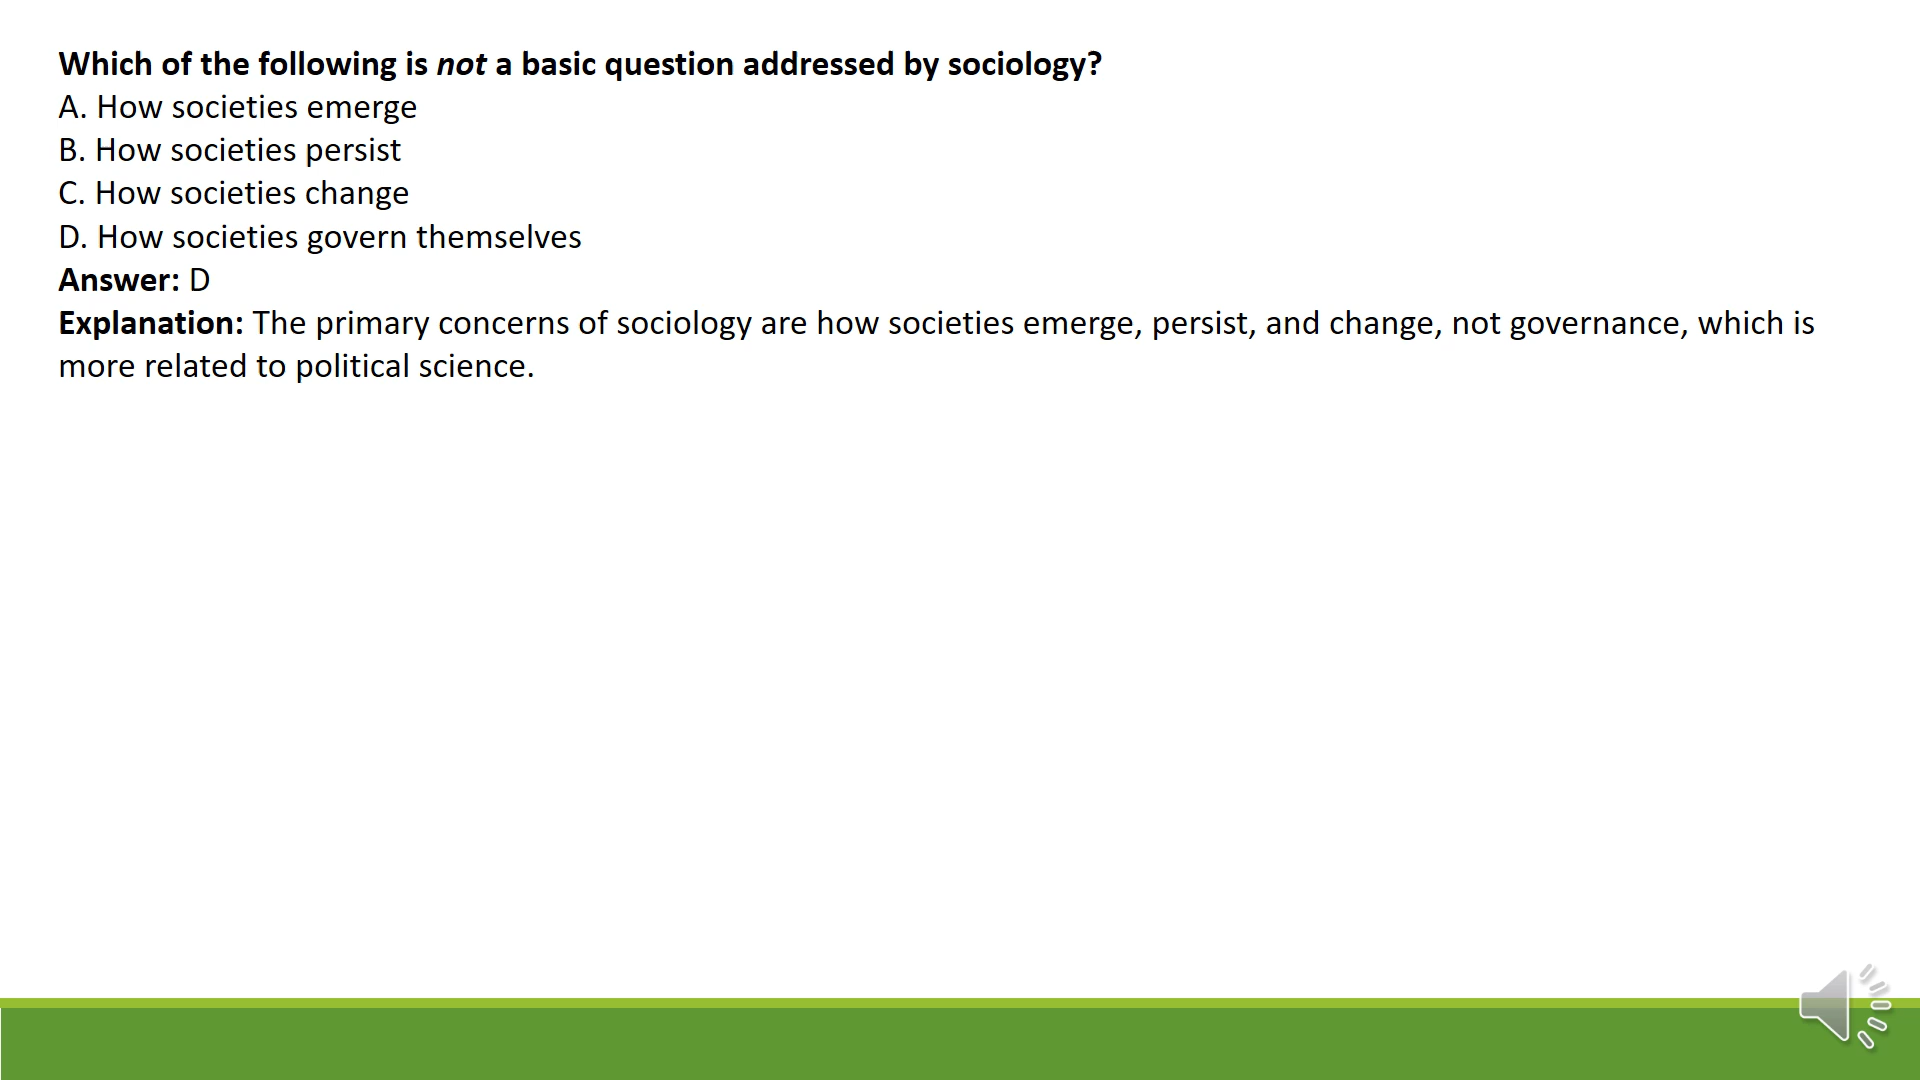 Which of the following is not a basic question addressed by sociology?
A. How societies emerge
B. How societies persist
C. How societies change
D. How societies govern themselves
Answer: D
Explanation: The primary concerns of sociology are how societies emerge, persist, and change, not governance, which is
more related to political science.